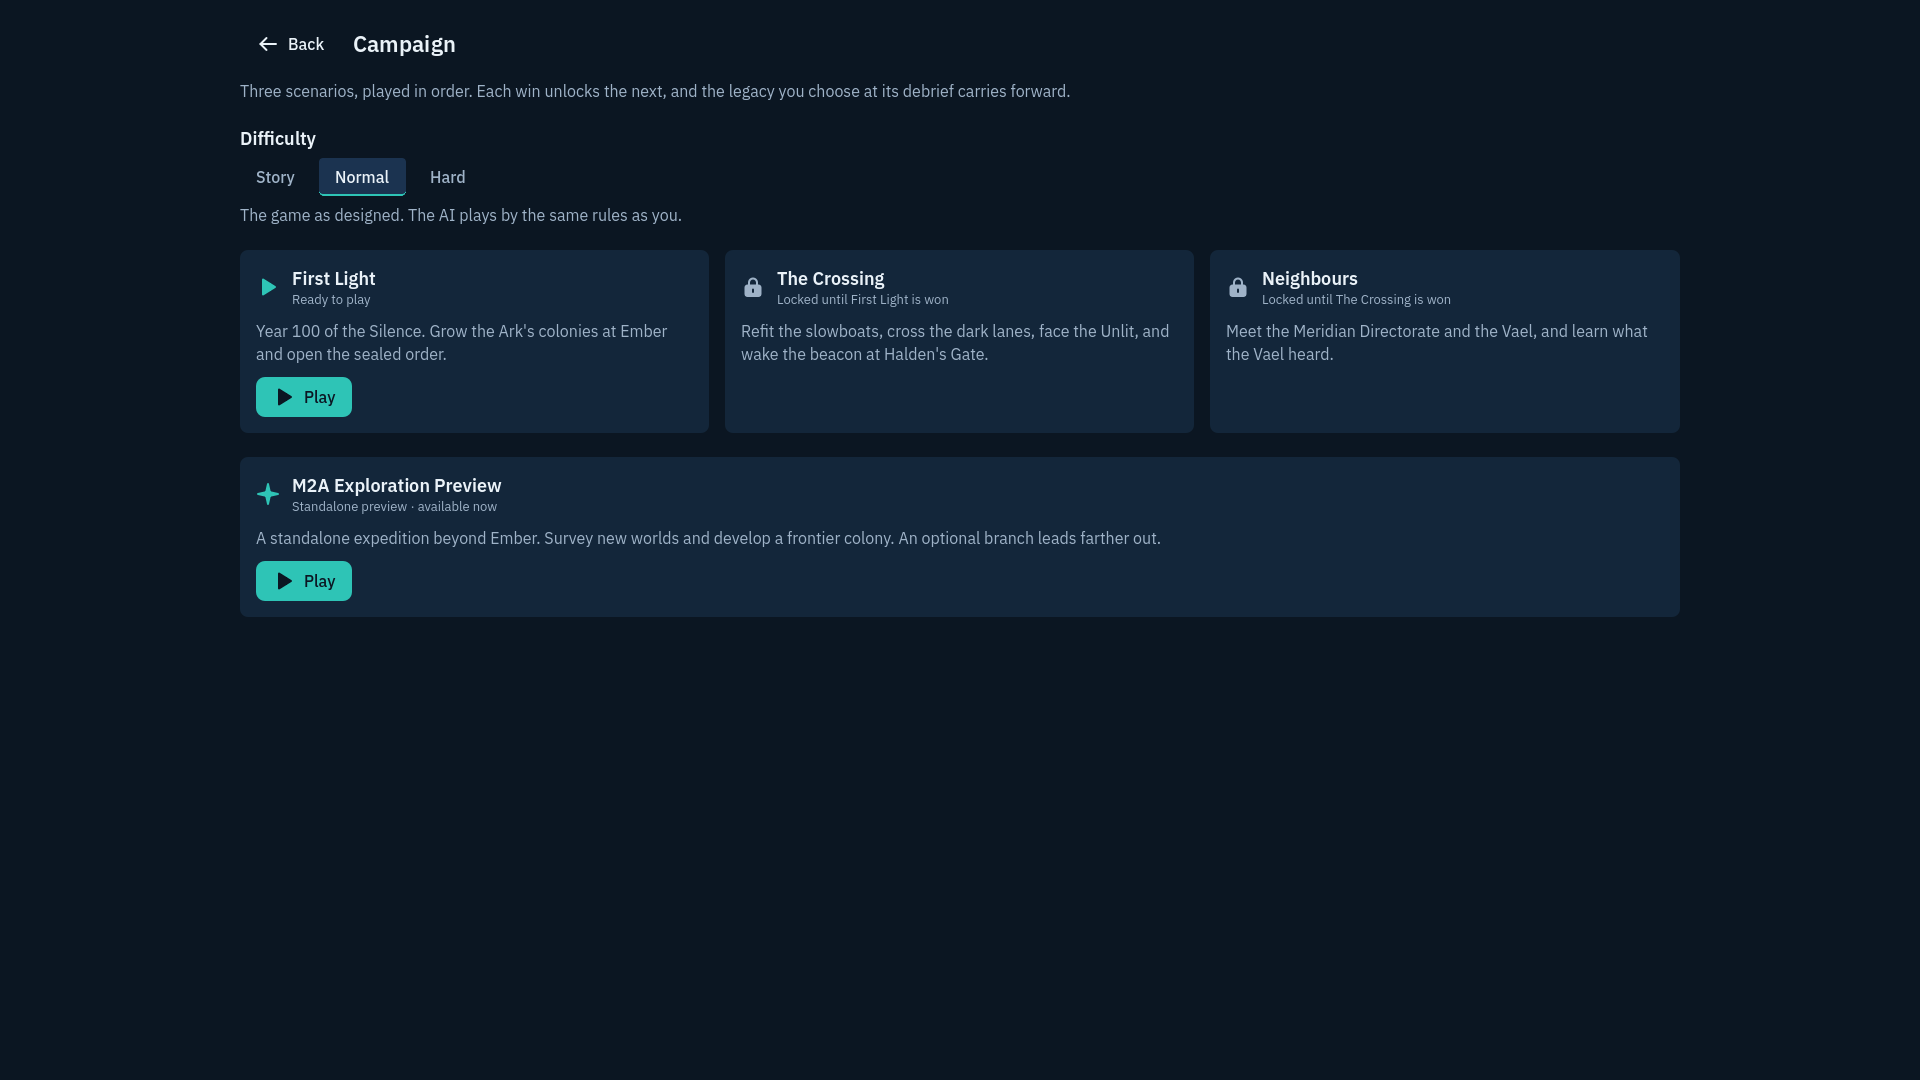 Back
Campaign
Three scenarios, played in order. Each win unlocks the next, and the legacy you choose at its debrief carries forward.
Difficulty
Story
Normal
Hard
The game as designed. The AI plays by the same rules as you.
First Light
Ready to play
Year 100 of the Silence. Grow the Ark's colonies at Ember
and open the sealed order.
Play
The Crossing
Locked until First Light is won
Refit the slowboats, cross the dark lanes, face the Unlit, and
wake the beacon at Halden's Gate.
Neighbours
Locked until The Crossing is won
Meet the Meridian Directorate and the Vael, and learn what
the Vael heard.
M2A Exploration Preview
Standalone preview · available now
A standalone expedition beyond Ember. Survey new worlds and develop a frontier colony. An optional branch leads farther out.
Play